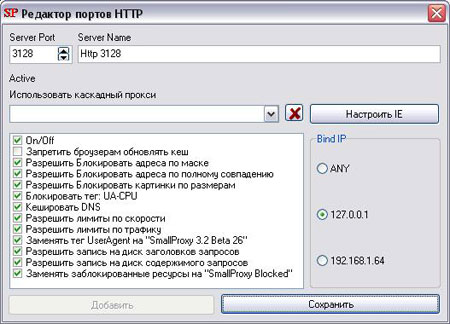 SP Редактор портов HTTP
Server Port Server Name
3128 Http 3128
Active
Использовать каскадный прокси
Настроить IE
On/Off
Запретить броузерам обновлять кеш
Разрешить Блокировать адреса по маске
Разрешить Блокировать адреса по полному совпадению
Разрешить Блокировать картинки по размерам
Блокировать тег: UA-CPU
Кешировать DNS
Разрешить лимиты по скорости
Разрешить лимиты по трафику
Заменять тег UserAgent на "SmallProxy 3.2 Beta 26"
Разрешить запись на диск заголовков запросов
Разрешить запись на диск содержимого запросов
Заменять заблокированные ресурсы на "SmallProxy Blocked"
Bind IP
ANY
127.0.0.1
192.168.1.64
Добавить
Сохранить